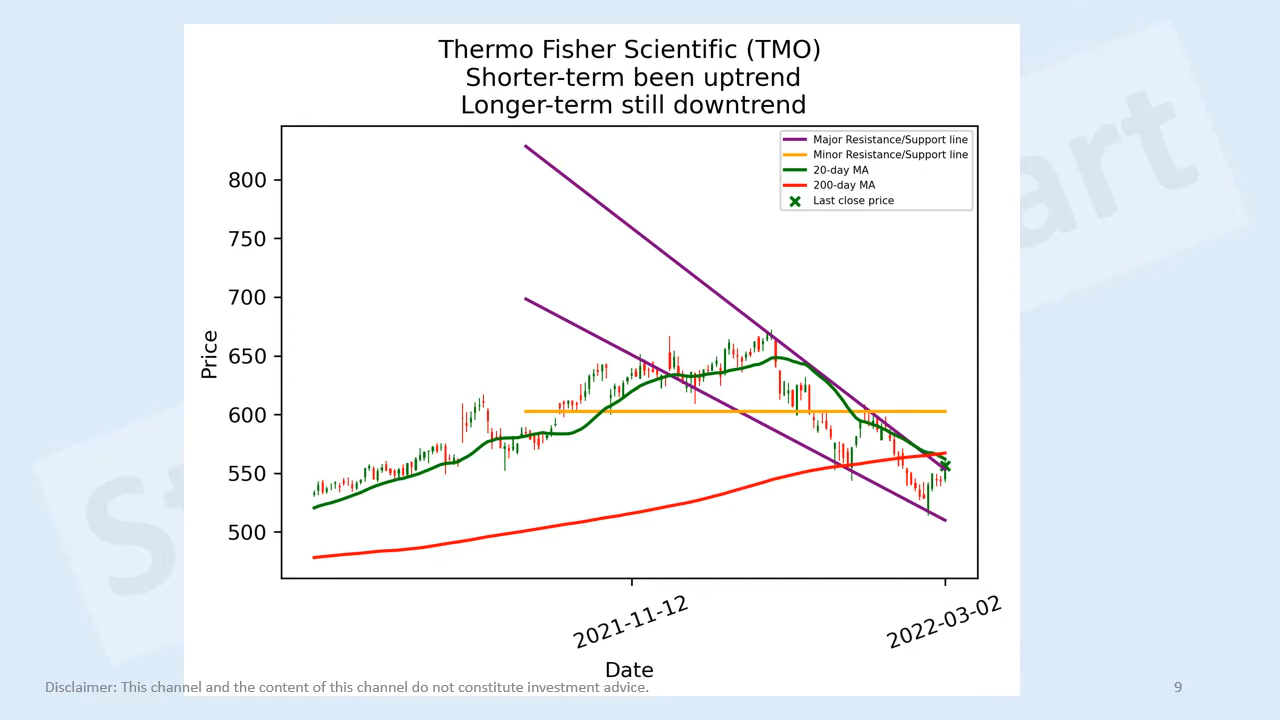 Thermo Fisher Scientific (TMO)
Shorter-term been uptrend
Longer-term still downtrend
Major Resistance/Support line
Minor Resistance/Support line
20-day MA
200-day MA
Last close price
800
750
700
650
600
550
500
Price
2021-11-12
2022-03-02
Date
Disclaimer: This channel and the content of this channel do not constitute investment advice.
9
St
art